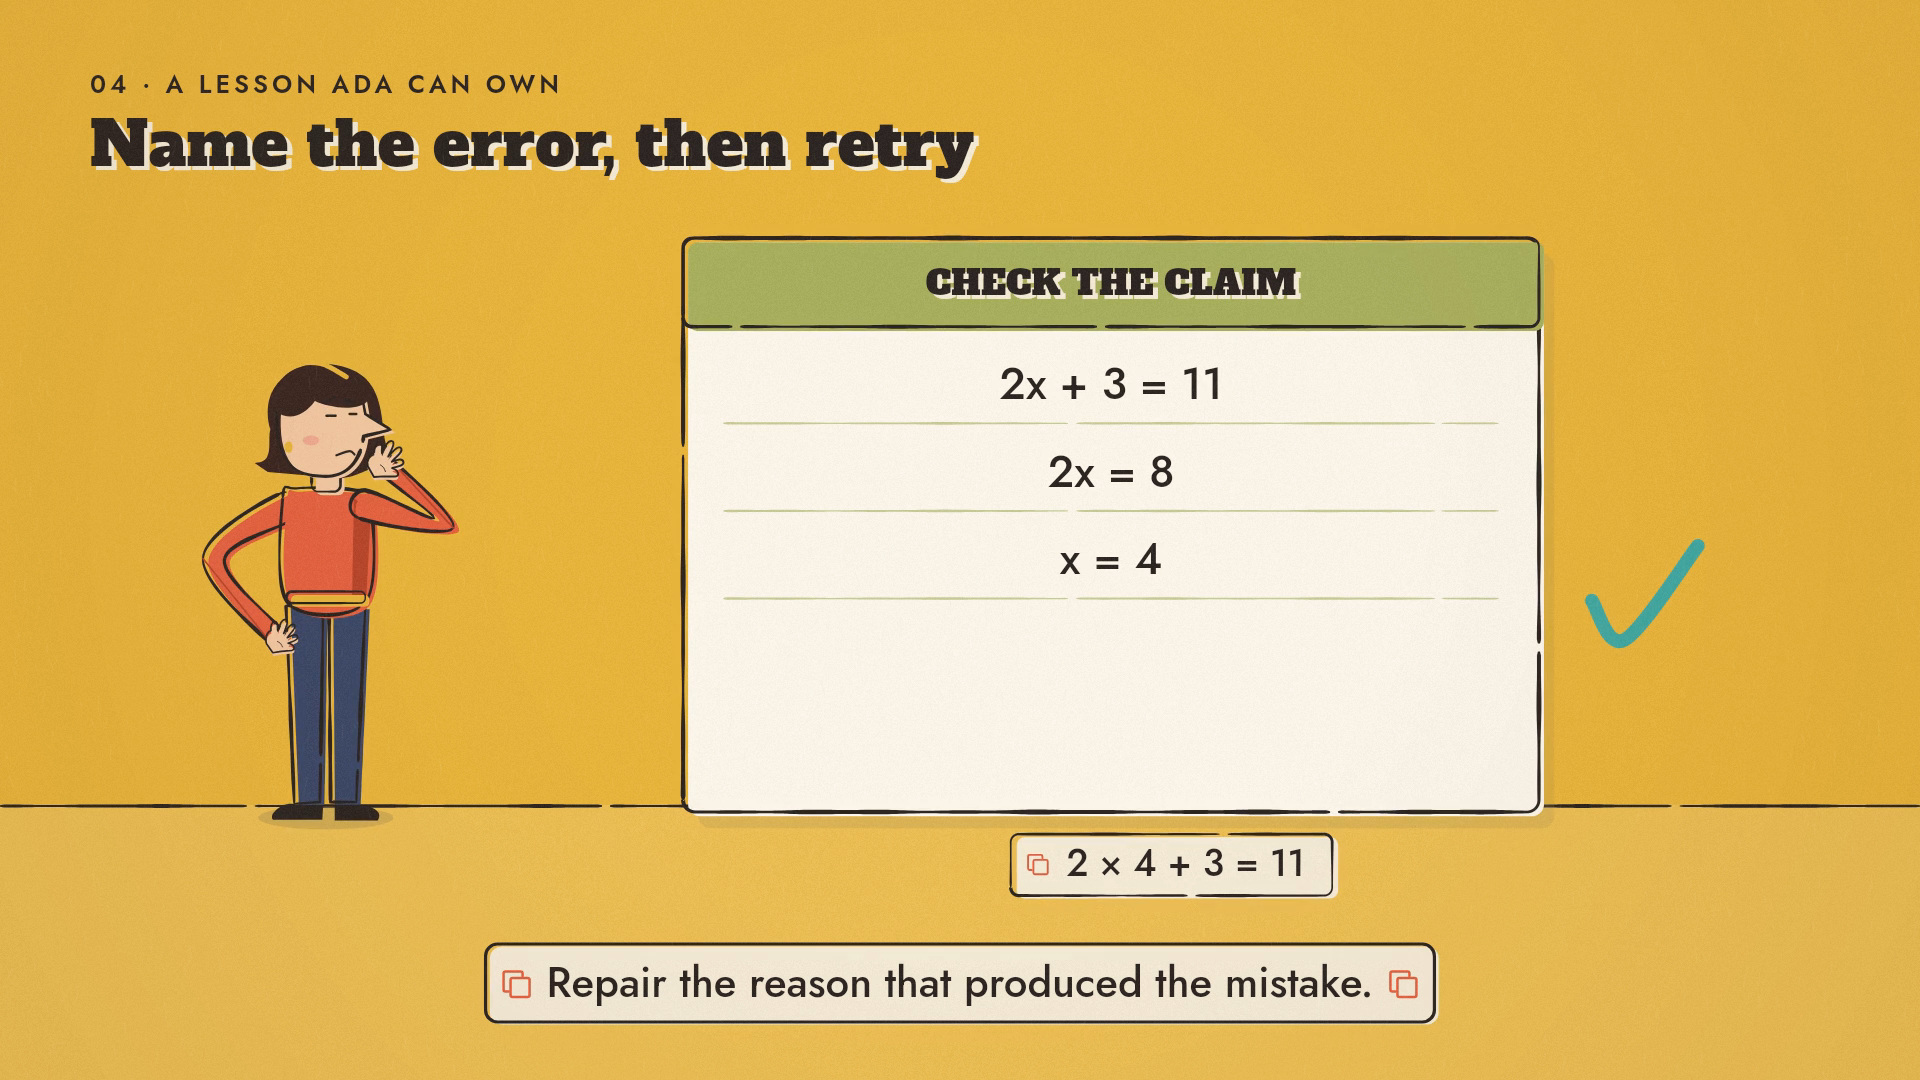 04 · A LESSON ADA CAN OWN
Name the error, then retry
CHECK THE CLAIM
2x + 3 = 11
2x = 8
x = 4
2 × 4 + 3 = 11
Repair the reason that produced the mistake.